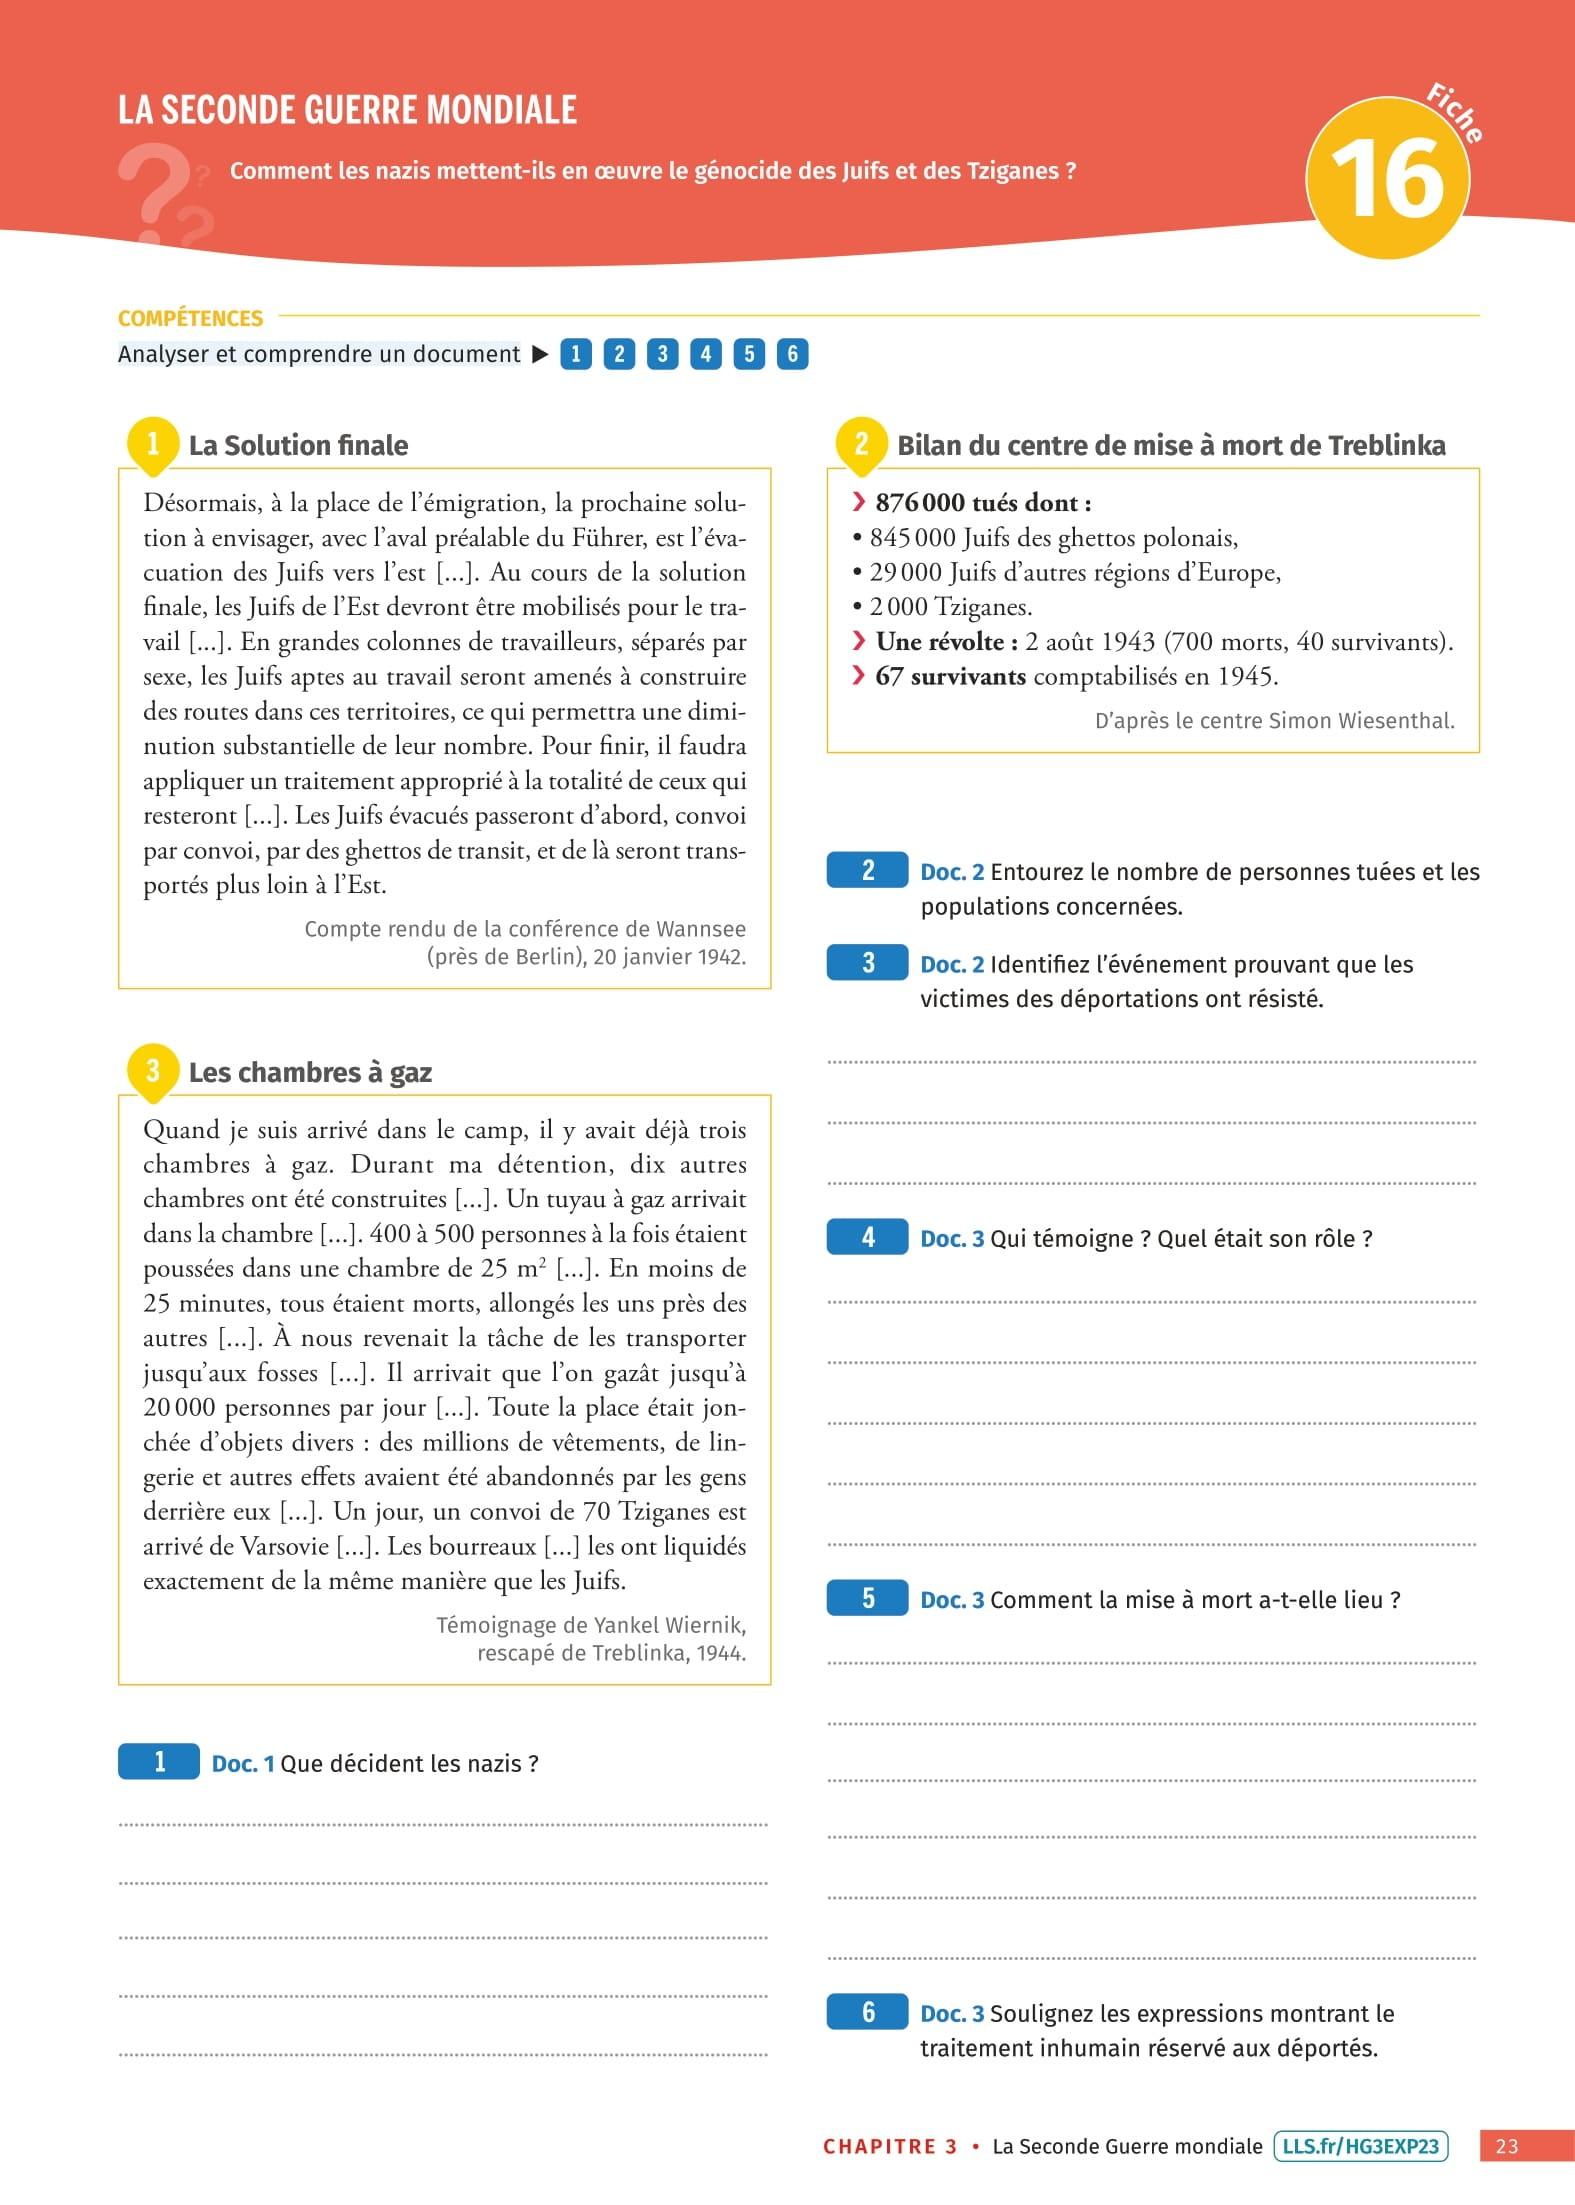 LA SECONDE GUERRE MONDIALE
Fiche
16
? ? ?
Comment les nazis mettent-ils en œuvre le génocide des Juifs et des Tziganes ?
COMPÉTENCES
Analyser et comprendre un document ▶ 1 2 3 4 5 6
1 La Solution finale
Désormais, à la place de l'émigration, la prochaine solu-
tion à envisager, avec l'aval préalable du Führer, est l'éva-
cuation des Juifs vers l'est [...]. Au cours de la solution
finale, les Juifs de l'Est devront être mobilisés pour le tra-
vail [...]. En grandes colonnes de travailleurs, séparés par
sexe, les Juifs aptes au travail seront amenés à construire
des routes dans ces territoires, ce qui permettra une dimi-
nution substantielle de leur nombre. Pour finir, il faudra
appliquer un traitement approprié à la totalité de ceux qui
resteront [...]. Les Juifs évacués passeront d'abord, convoi
par convoi, par des ghettos de transit, et de là seront trans-
portés plus loin à l'Est.
Compte rendu de la conférence de Wannsee
(près de Berlin), 20 janvier 1942.
3 Les chambres à gaz
Quand je suis arrivé dans le camp, il y avait déjà trois
chambres à gaz. Durant ma détention, dix autres
chambres ont été construites [...]. Un tuyau à gaz arrivait
dans la chambre [...]. 400 à 500 personnes à la fois étaient
poussées dans une chambre de 25 m² [...]. En moins de
25 minutes, tous étaient morts, allongés les uns près des
autres [...]. À nous revenait la tâche de les transporter
jusqu'aux fosses [...]. Il arrivait que l'on gazât jusqu'à
20 000 personnes par jour [...]. Toute la place était jon-
chée d'objets divers : des millions de vêtements, de lin-
gerie et autres effets avaient été abandonnés par les gens
derrière eux [...]. Un jour, un convoi de 70 Tziganes est
arrivé de Varsovie [...]. Les bourreaux [...] les ont liquidés
exactement de la même manière que les Juifs.
Témoignage de Yankel Wiernik,
rescapé de Treblinka, 1944.
1 Doc. 1 Que décident les nazis ?
2 Bilan du centre de mise à mort de Treblinka
❯ 876 000 tués dont :
• 845 000 Juifs des ghettos polonais,
• 29 000 Juifs d'autres régions d'Europe,
• 2 000 Tziganes.
❯ Une révolte : 2 août 1943 (700 morts, 40 survivants).
❯ 67 survivants comptabilisés en 1945.
D'après le centre Simon Wiesenthal.
2 Doc. 2 Entourez le nombre de personnes tuées et les
populations concernées.
3 Doc. 2 Identifiez l'événement prouvant que les
victimes des déportations ont résisté.
4 Doc. 3 Qui témoigne ? Quel était son rôle ?
5 Doc. 3 Comment la mise à mort a-t-elle lieu ?
6 Doc. 3 Soulignez les expressions montrant le
traitement inhumain réservé aux déportés.
CHAPITRE 3 • La Seconde Guerre mondiale LLS.fr/HG3EXP23 23